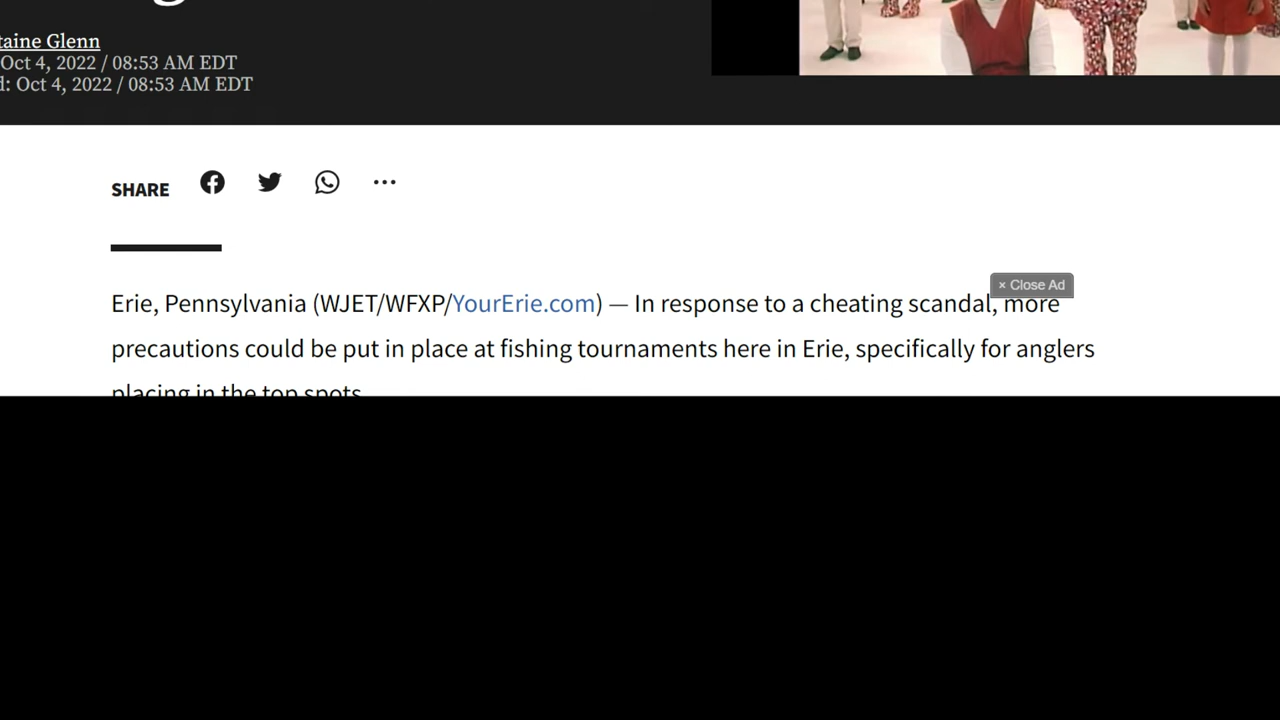 taine Glenn
Oct 4, 2022 / 08:53 AM EDT
d: Oct 4, 2022 / 08:53 AM EDT
SHARE
× Close Ad
Erie, Pennsylvania (WJET/WFXP/YourErie.com) — In response to a cheating scandal, more
precautions could be put in place at fishing tournaments here in Erie, specifically for anglers
placing in the top spots.